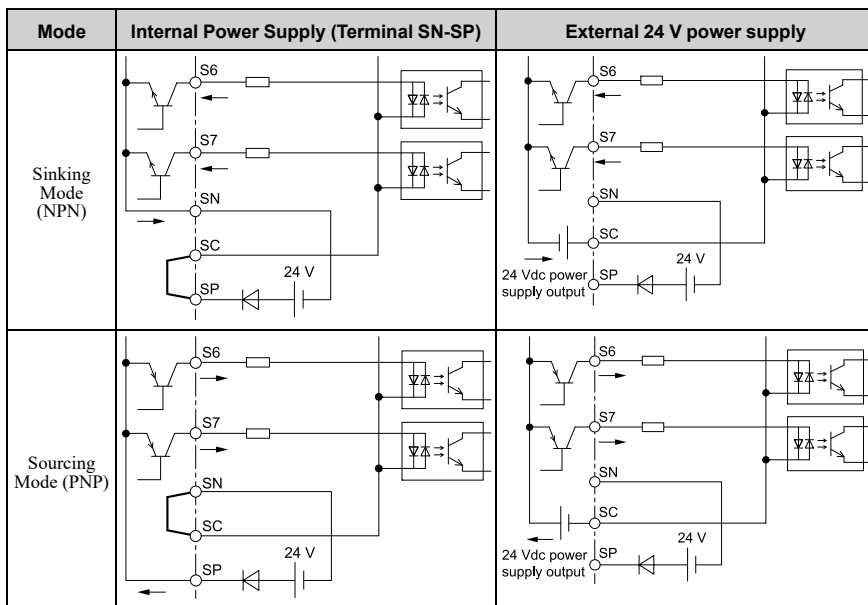 Mode
Internal Power Supply (Terminal SN-SP)
External 24 V power supply
Sinking
Mode
(NPN)
S6
S7
SN
SC
SP
24 V
S6
S7
SN
SC
SP
24 V
24 Vdc power
supply output
Sourcing
Mode (PNP)
S6
S7
SN
SC
SP
24 V
S6
S7
SN
SC
SP
24 V
24 Vdc power
supply output